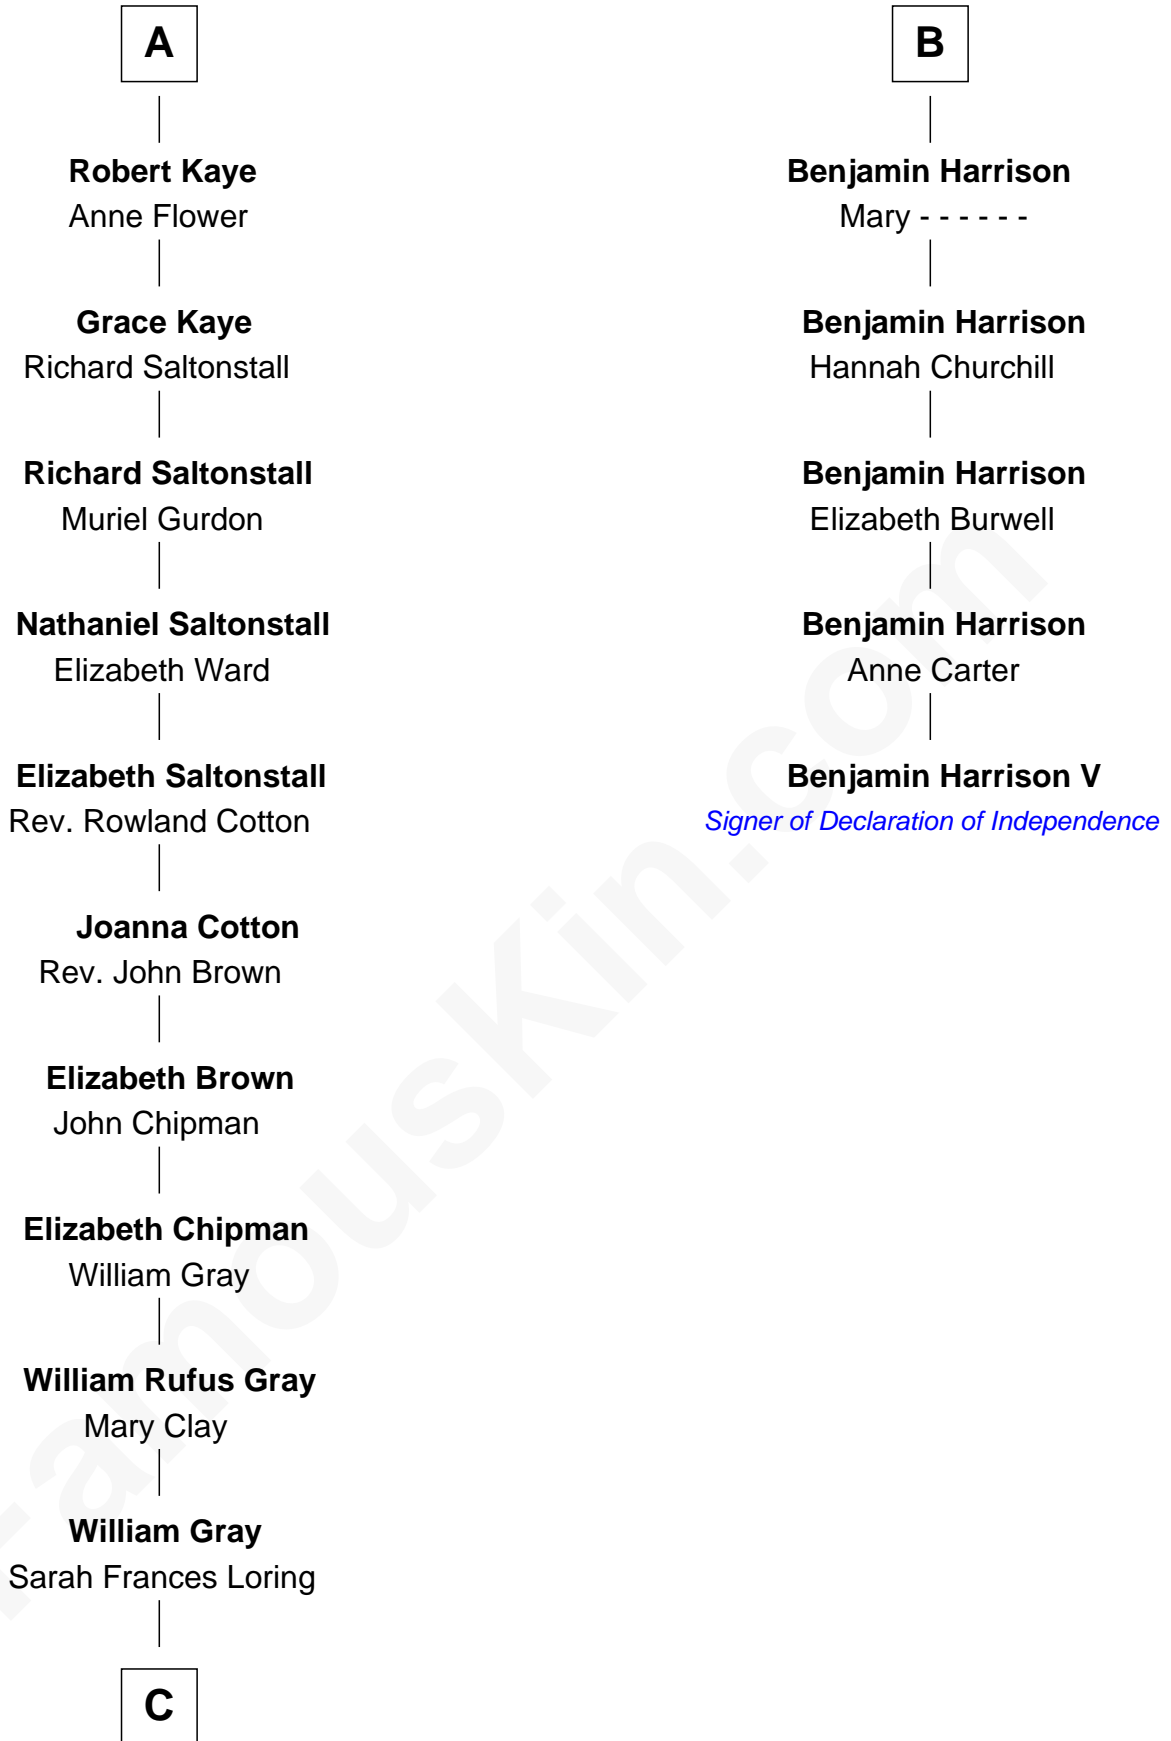 A
Robert Kaye
Anne Flower
Grace Kaye
Richard Saltonstall
Richard Saltonstall
Muriel Gurdon
Nathaniel Saltonstall
Elizabeth Ward
Elizabeth Saltonstall
Rev. Rowland Cotton
Joanna Cotton
Rev. John Brown
Elizabeth Brown
John Chipman
Elizabeth Chipman
William Gray
William Rufus Gray
Mary Clay
William Gray
Sarah Frances Loring
C
B
Benjamin Harrison
Mary - - - - - -
Benjamin Harrison
Hannah Churchill
Benjamin Harrison
Elizabeth Burwell
Benjamin Harrison
Anne Carter
Benjamin Harrison V
Signer of Declaration of Independence
FamousKin.com